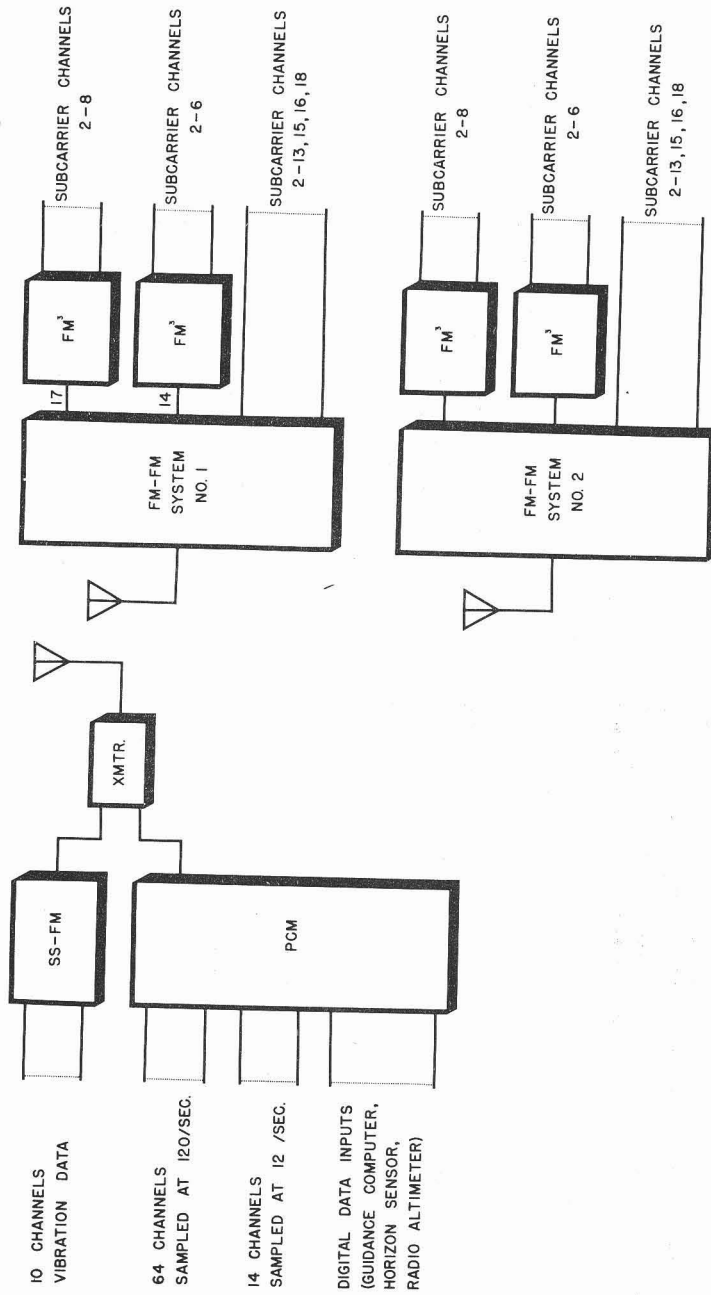 10 CHANNELS
VIBRATION DATA
64 CHANNELS
SAMPLED AT 120/SEC.
14 CHANNELS
SAMPLED AT 12 /SEC.
DIGITAL DATA INPUTS
(GUIDANCE COMPUTER,
HORIZON SENSOR,
RADIO ALTIMETER)
SS-FM
PCM
XMTR.
FM-FM
SYSTEM
NO. 1
17
14
FM³
FM³
SUBCARRIER CHANNELS
2-8
SUBCARRIER CHANNELS
2-6
SUBCARRIER CHANNELS
2-13, 15, 16, 18
FM-FM
SYSTEM
NO. 2
FM³
FM³
SUBCARRIER CHANNELS
2-8
SUBCARRIER CHANNELS
2-6
SUBCARRIER CHANNELS
2-13, 15, 16, 18